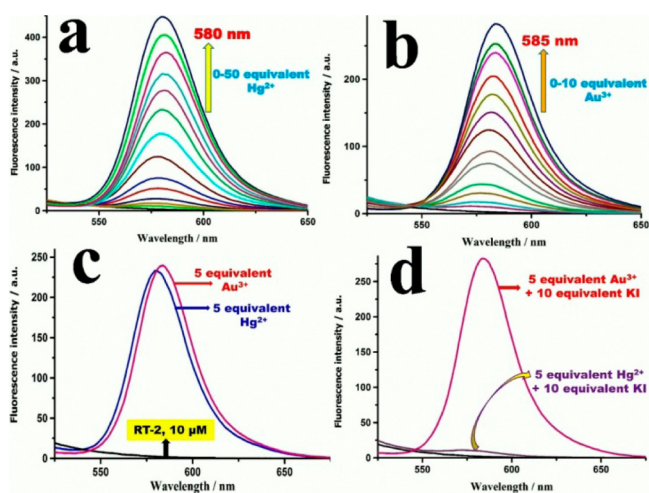 a
580 nm
0-50 equivalent
Hg²⁺
Fluorescence intensity / a.u.
400
300
200
100
0
550
600
650
Wavelength / nm
b
585 nm
0-10 equivalent
Au³⁺
Fluorescence intensity / a.u.
250
200
150
100
50
0
550
600
650
Wavelength / nm
c
5 equivalent
Au³⁺
5 equivalent
Hg²⁺
RT-2, 10 µM
Fluorescence intensity / a.u.
225
200
150
100
50
0
550
600
650
Wavelength / nm
d
5 equivalent Au³⁺
+ 10 equivalent KI
5 equivalent Hg²⁺
+ 10 equivalent KI
Fluorescence intensity / a.u.
250
200
150
100
50
25
0
550
600
650
Wavelength / nm